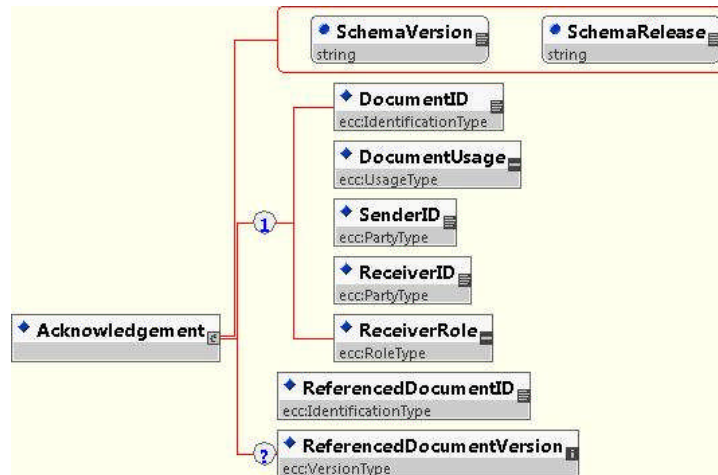 SchemaVersion
string
SchemaRelease
string
DocumentID
ecc:IdentificationType
DocumentUsage
ecc:UsageType
1
SenderID
ecc:PartyType
ReceiverID
ecc:PartyType
Acknowledgement
ReceiverRole
ecc:RoleType
ReferencedDocumentID
ecc:IdentificationType
?
ReferencedDocumentVersion
ecc:VersionType